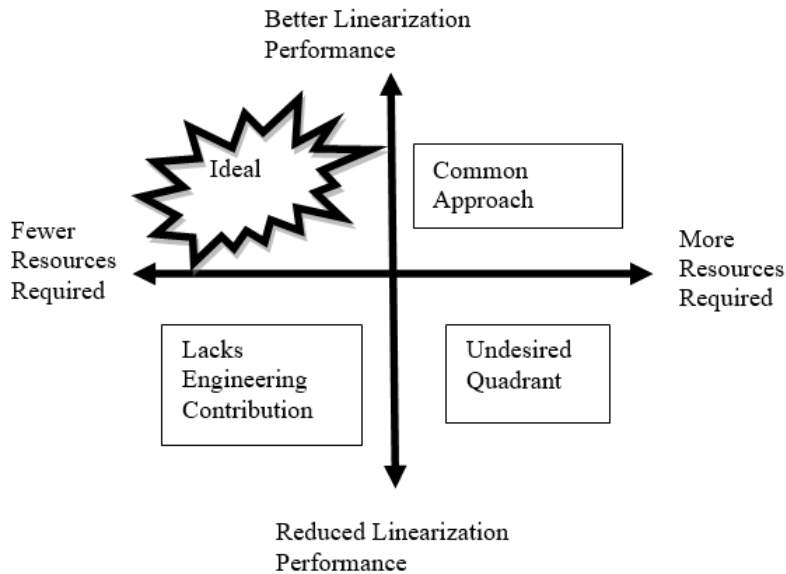 Better Linearization
Performance
Ideal
Common
Approach
Fewer
Resources
Required
More
Resources
Required
Lacks
Engineering
Contribution
Undesired
Quadrant
Reduced Linearization
Performance